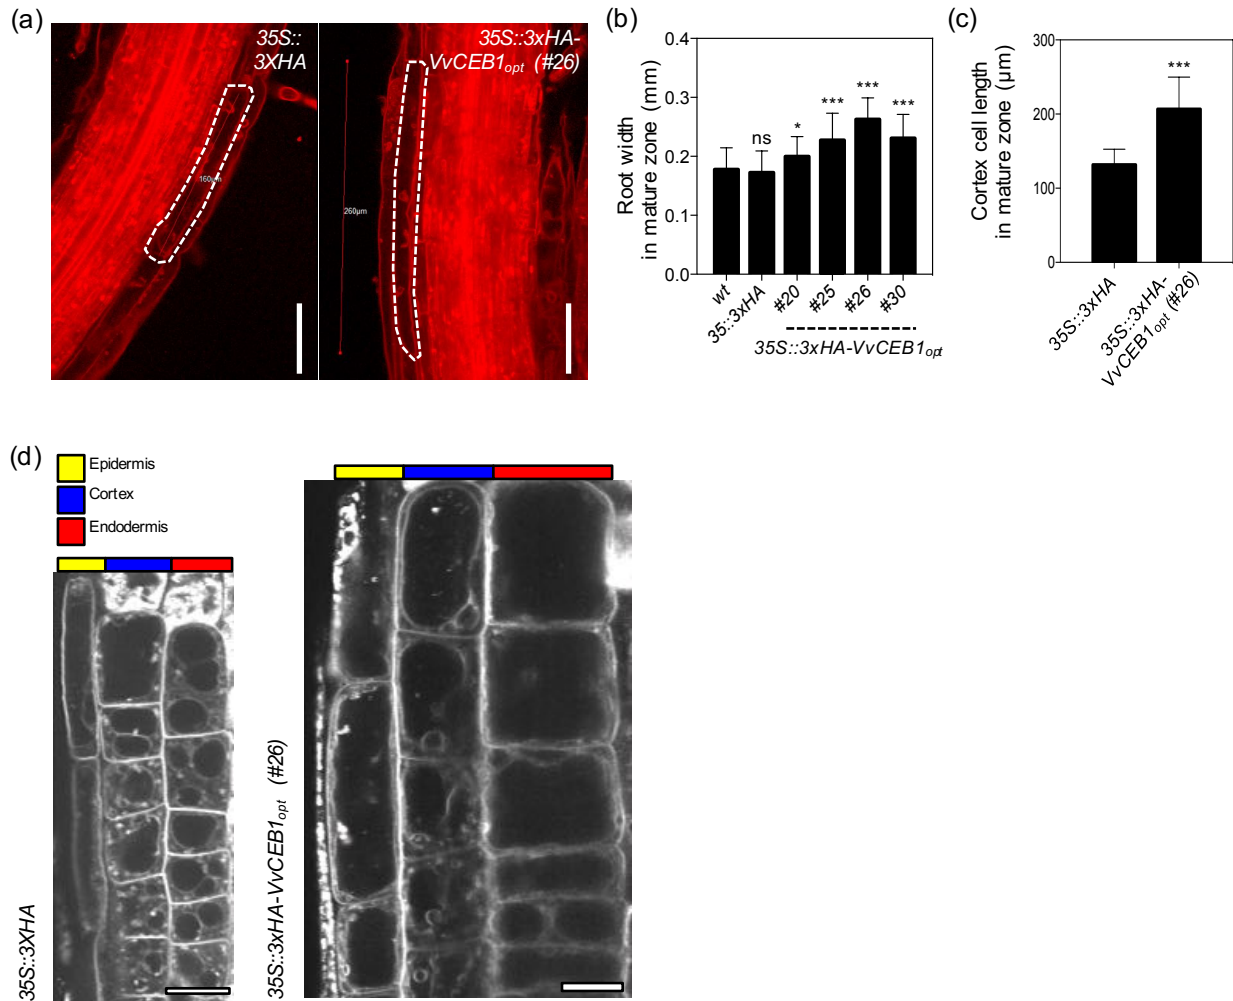 (a)
35S::
3XHA
160µm
35S::3xHA-
VvCEB1opt (#26)
260µm
(b)
Root width
in mature zone (mm)
0.4
0.3
0.2
0.1
0.0
ns
*
***
***
***
wt
35::3xHA
#20
#25
#26
#30
35S::3xHA-VvCEB1opt
(c)
Cortex cell length
in mature zone (µm)
300
200
100
0
***
35S::3xHA
35S::3xHA-
VvCEB1opt (#26)
(d)
Epidermis
Cortex
Endodermis
35S::3XHA
35S::3xHA-VvCEB1opt (#26)